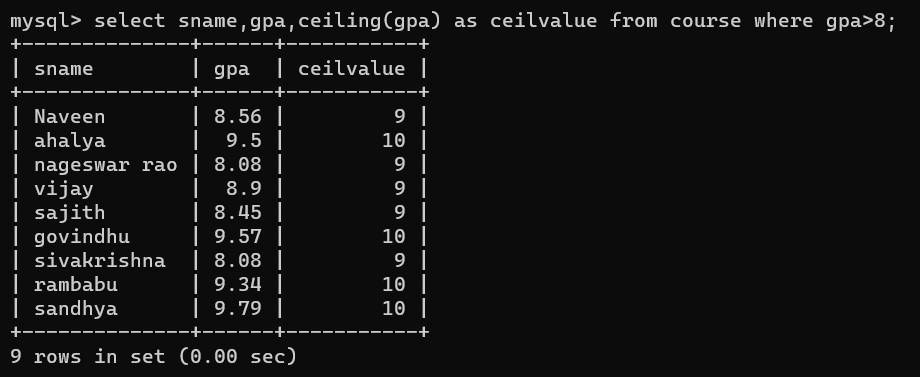 mysql> select sname,gpa,ceiling(gpa) as ceilvalue from course where gpa>8;
+--------------+------+-----------+
| sname        | gpa  | ceilvalue |
+--------------+------+-----------+
| Naveen       | 8.56 |         9 |
| ahalya       |  9.5 |        10 |
| nageswar rao | 8.08 |         9 |
| vijay        |  8.9 |         9 |
| sajith       | 8.45 |         9 |
| govindhu     | 9.57 |        10 |
| sivakrishna  | 8.08 |         9 |
| rambabu      | 9.34 |        10 |
| sandhya      | 9.79 |        10 |
+--------------+------+-----------+
9 rows in set (0.00 sec)